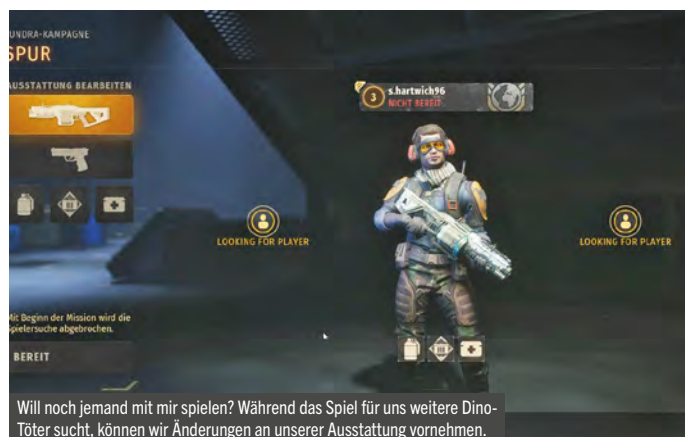 UNDRA-KAMPAGNE
SPUR
AUSSTATTUNG BEARBEITEN
3
s.hartwich96
NICHT BEREIT
LOOKING FOR PLAYER
LOOKING FOR PLAYER
Mit Beginn der Mission wird die
Spielersuche abgebrochen.
BEREIT
Will noch jemand mit mir spielen? Während das Spiel für uns weitere Dino-
Töter sucht, können wir Änderungen an unserer Ausstattung vornehmen.